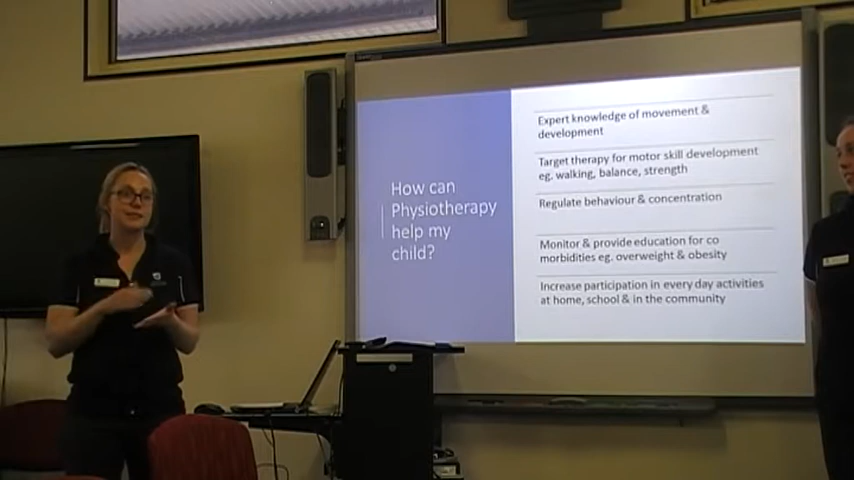 How can
Physiotherapy
help my
child?
Expert knowledge of movement &
development
Target therapy for motor skill development
eg. walking, balance, strength
Regulate behaviour & concentration
Monitor & provide education for co
morbidities eg. overweight & obesity
Increase participation in every day activities
at home, school & in the community